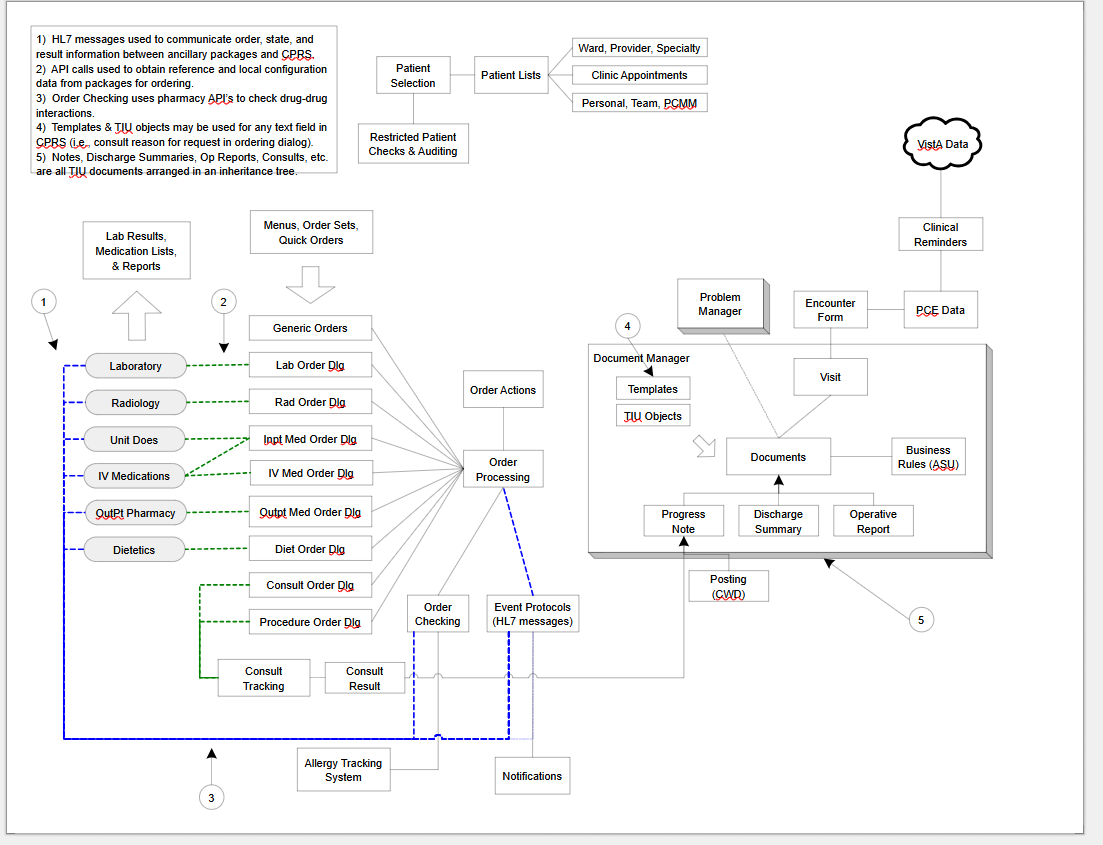 1) HL7 messages used to communicate order, state, and
result information between ancillary packages and CPRS.
2) API calls used to obtain reference and local configuration
data from packages for ordering.
3) Order Checking uses pharmacy API's to check drug-drug
interactions.
4) Templates & TIU objects may be used for any text field in
CPRS (i.e., consult reason for request in ordering dialog).
5) Notes, Discharge Summaries, Op Reports, Consults, etc.
are all TIU documents arranged in an inheritance tree.
Patient
Selection
Patient Lists
Ward, Provider, Specialty
Clinic Appointments
Personal, Team, PCMM
Restricted Patient
Checks & Auditing
VistA Data
Clinical
Reminders
Lab Results,
Medication Lists,
& Reports
Menus, Order Sets,
Quick Orders
1
2
Generic Orders
Laboratory
Lab Order Dlg
Radiology
Rad Order Dlg
Unit Does
Inpt Med Order Dlg
IV Medications
IV Med Order Dlg
OutPt Pharmacy
Outpt Med Order Dlg
Dietetics
Diet Order Dlg
Consult Order Dlg
Procedure Order Dlg
Consult
Tracking
Consult
Result
Order Actions
Order
Processing
Order
Checking
Event Protocols
(HL7 messages)
Allergy Tracking
System
Notifications
3
Problem
Manager
Encounter
Form
PCE Data
4
Document Manager
Templates
TIU Objects
Visit
Documents
Business
Rules (ASU)
Progress
Note
Discharge
Summary
Operative
Report
Posting
(CWD)
5